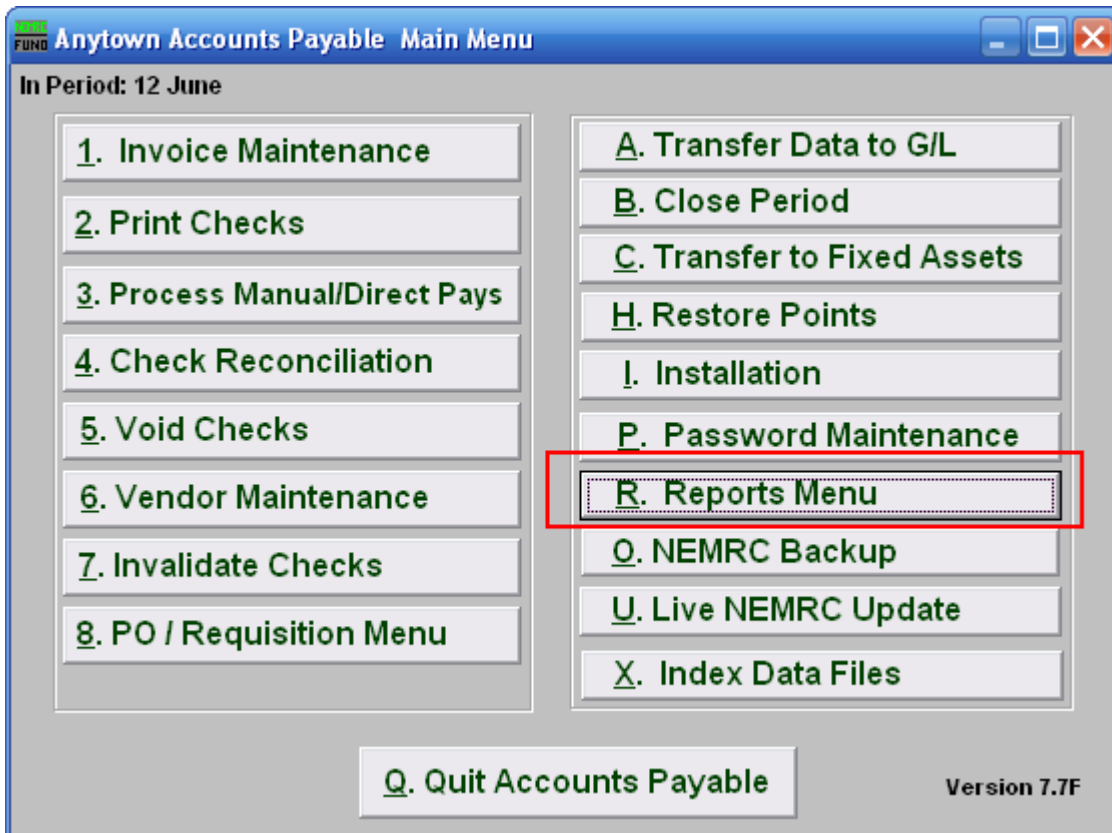 NEMRC
FUND Anytown Accounts Payable Main Menu
In Period: 12 June
1. Invoice Maintenance
2. Print Checks
3. Process Manual/Direct Pays
4. Check Reconciliation
5. Void Checks
6. Vendor Maintenance
7. Invalidate Checks
8. PO / Requisition Menu
A. Transfer Data to G/L
B. Close Period
C. Transfer to Fixed Assets
H. Restore Points
I. Installation
P. Password Maintenance
R. Reports Menu
O. NEMRC Backup
U. Live NEMRC Update
X. Index Data Files
Q. Quit Accounts Payable
Version 7.7F